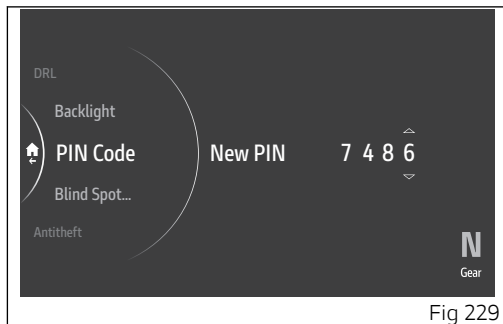 DRL
Backlight
PIN Code New PIN 7 4 8 6
Blind Spot...
Antitheft
N
Gear
Fig 229